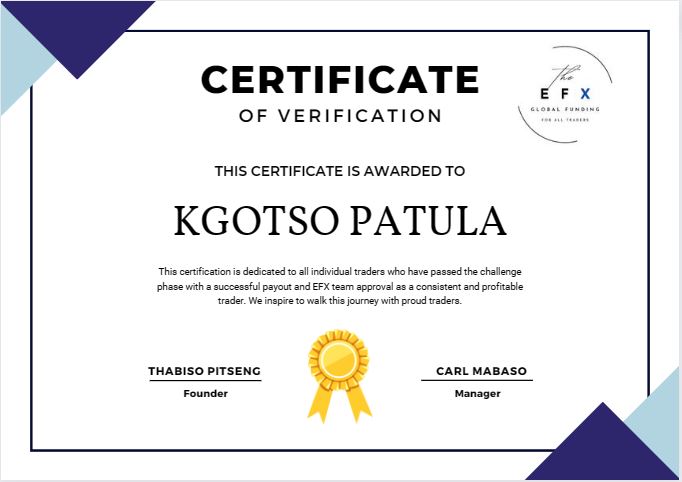 CERTIFICATE
OF VERIFICATION
The
EFX
GLOBAL FUNDING
FOR ALL TRADERS
THIS CERTIFICATE IS AWARDED TO
KGOTSO PATULA
This certification is dedicated to all individual traders who have passed the challenge
phase with a successful payout and EFX team approval as a consistent and profitable
trader. We inspire to walk this journey with proud traders.
THABISO PITSENG
Founder
CARL MABASO
Manager